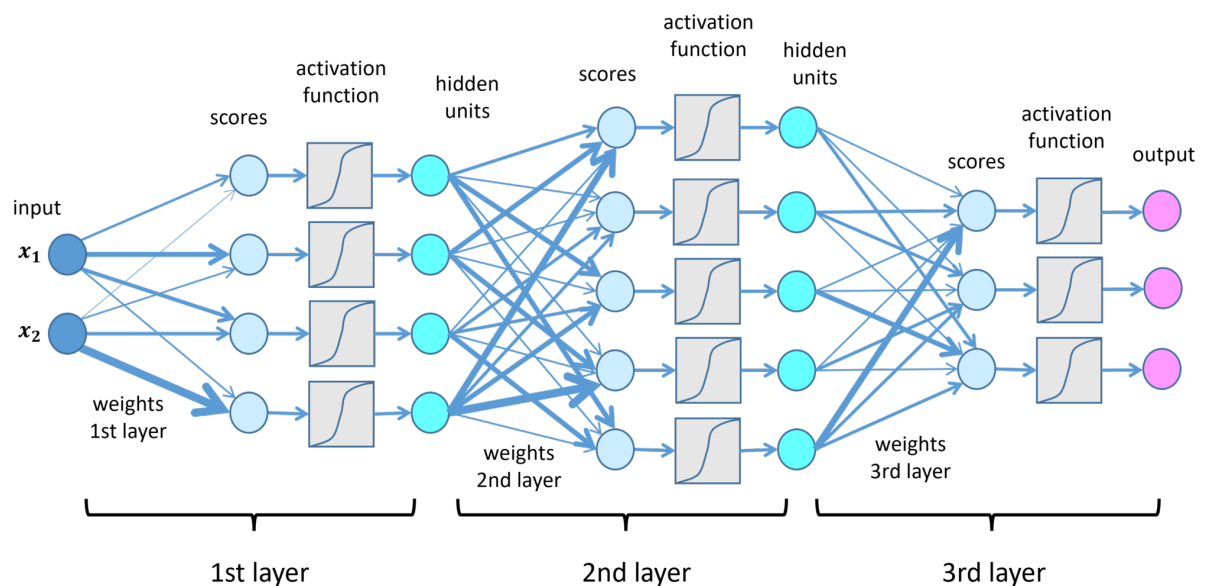 input
x₁
x₂
scores
activation
function
hidden
units
weights
1st layer
scores
activation
function
hidden
units
weights
2nd layer
scores
activation
function
output
weights
3rd layer
1st layer
2nd layer
3rd layer